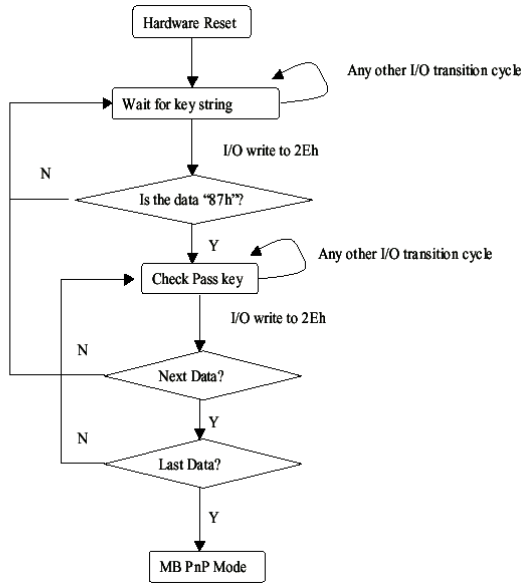 Hardware Reset
Any other I/O transition cycle
Wait for key string
I/O write to 2Eh
N
Is the data “87h”?
Y
Any other I/O transition cycle
Check Pass key
I/O write to 2Eh
N
Next Data?
Y
N
Last Data?
Y
MB PnP Mode